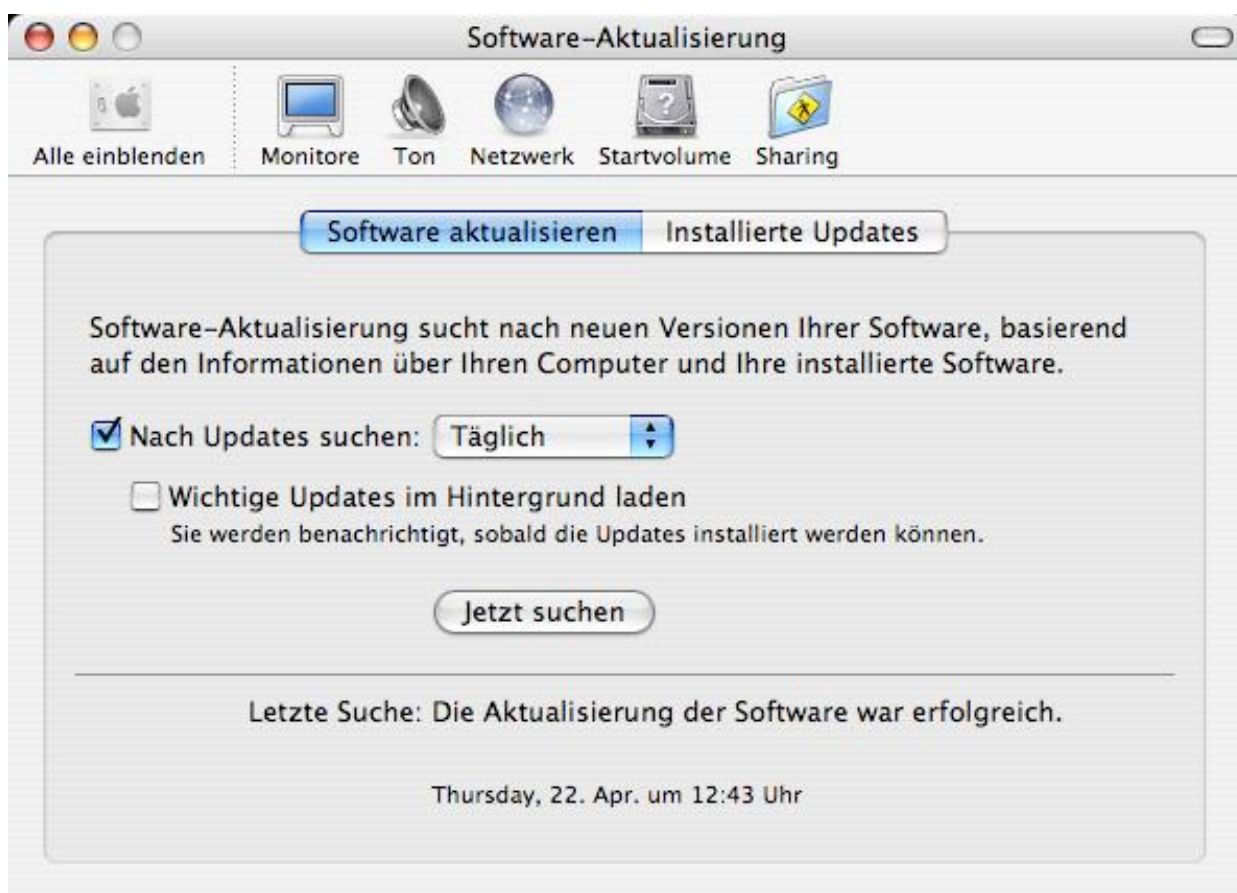 Software-Aktualisierung
Alle einblenden
Monitore
Ton
Netzwerk
Startvolume
Sharing
Software aktualisieren
Installierte Updates
Software-Aktualisierung sucht nach neuen Versionen Ihrer Software, basierend
auf den Informationen über Ihren Computer und Ihre installierte Software.
Nach Updates suchen: Täglich
Wichtige Updates im Hintergrund laden
Sie werden benachrichtigt, sobald die Updates installiert werden können.
Jetzt suchen
Letzte Suche: Die Aktualisierung der Software war erfolgreich.
Thursday, 22. Apr. um 12:43 Uhr